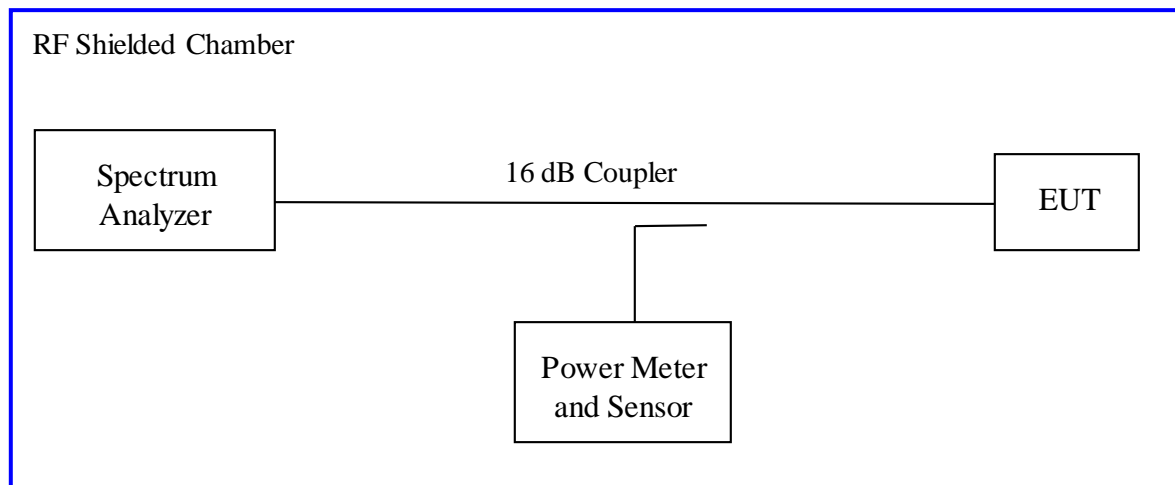 RF Shielded Chamber
16 dB Coupler
Spectrum
Analyzer
EUT
Power Meter
and Sensor